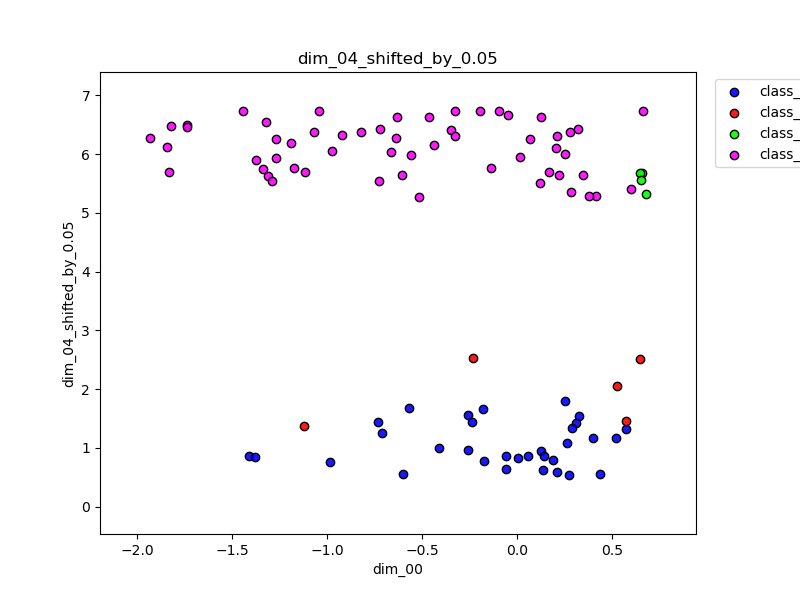 dim_04_shifted_by_0.05
class_
class_
class_
class_
7
6
5
4
3
2
1
0
dim_04_shifted_by_0.05
−2.0 −1.5 −1.0 −0.5 0.0 0.5
dim_00